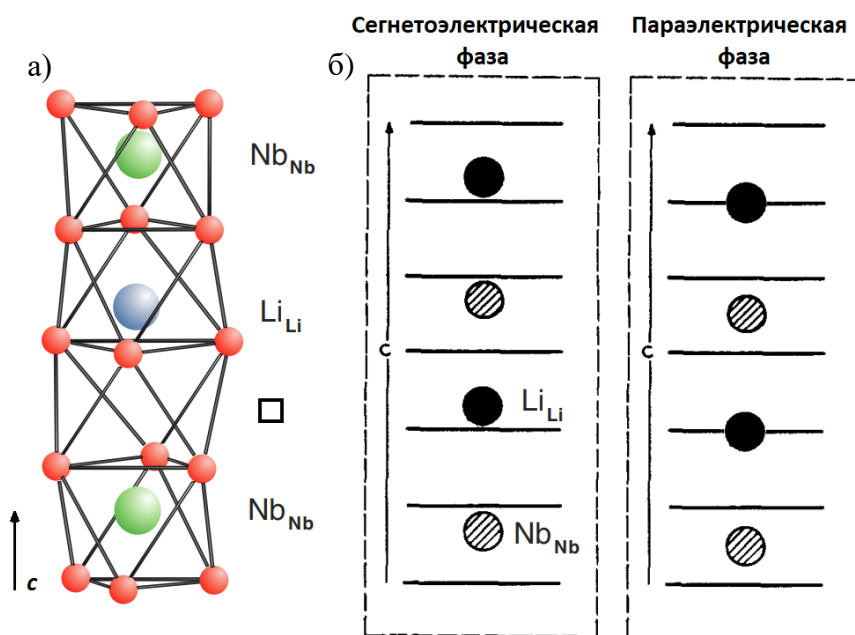 а)
Nb_Nb
Li_Li
Nb_Nb
c
б)
Сегнетоэлектрическая
фаза
c
Li_Li
Nb_Nb
Параэлектрическая
фаза
c